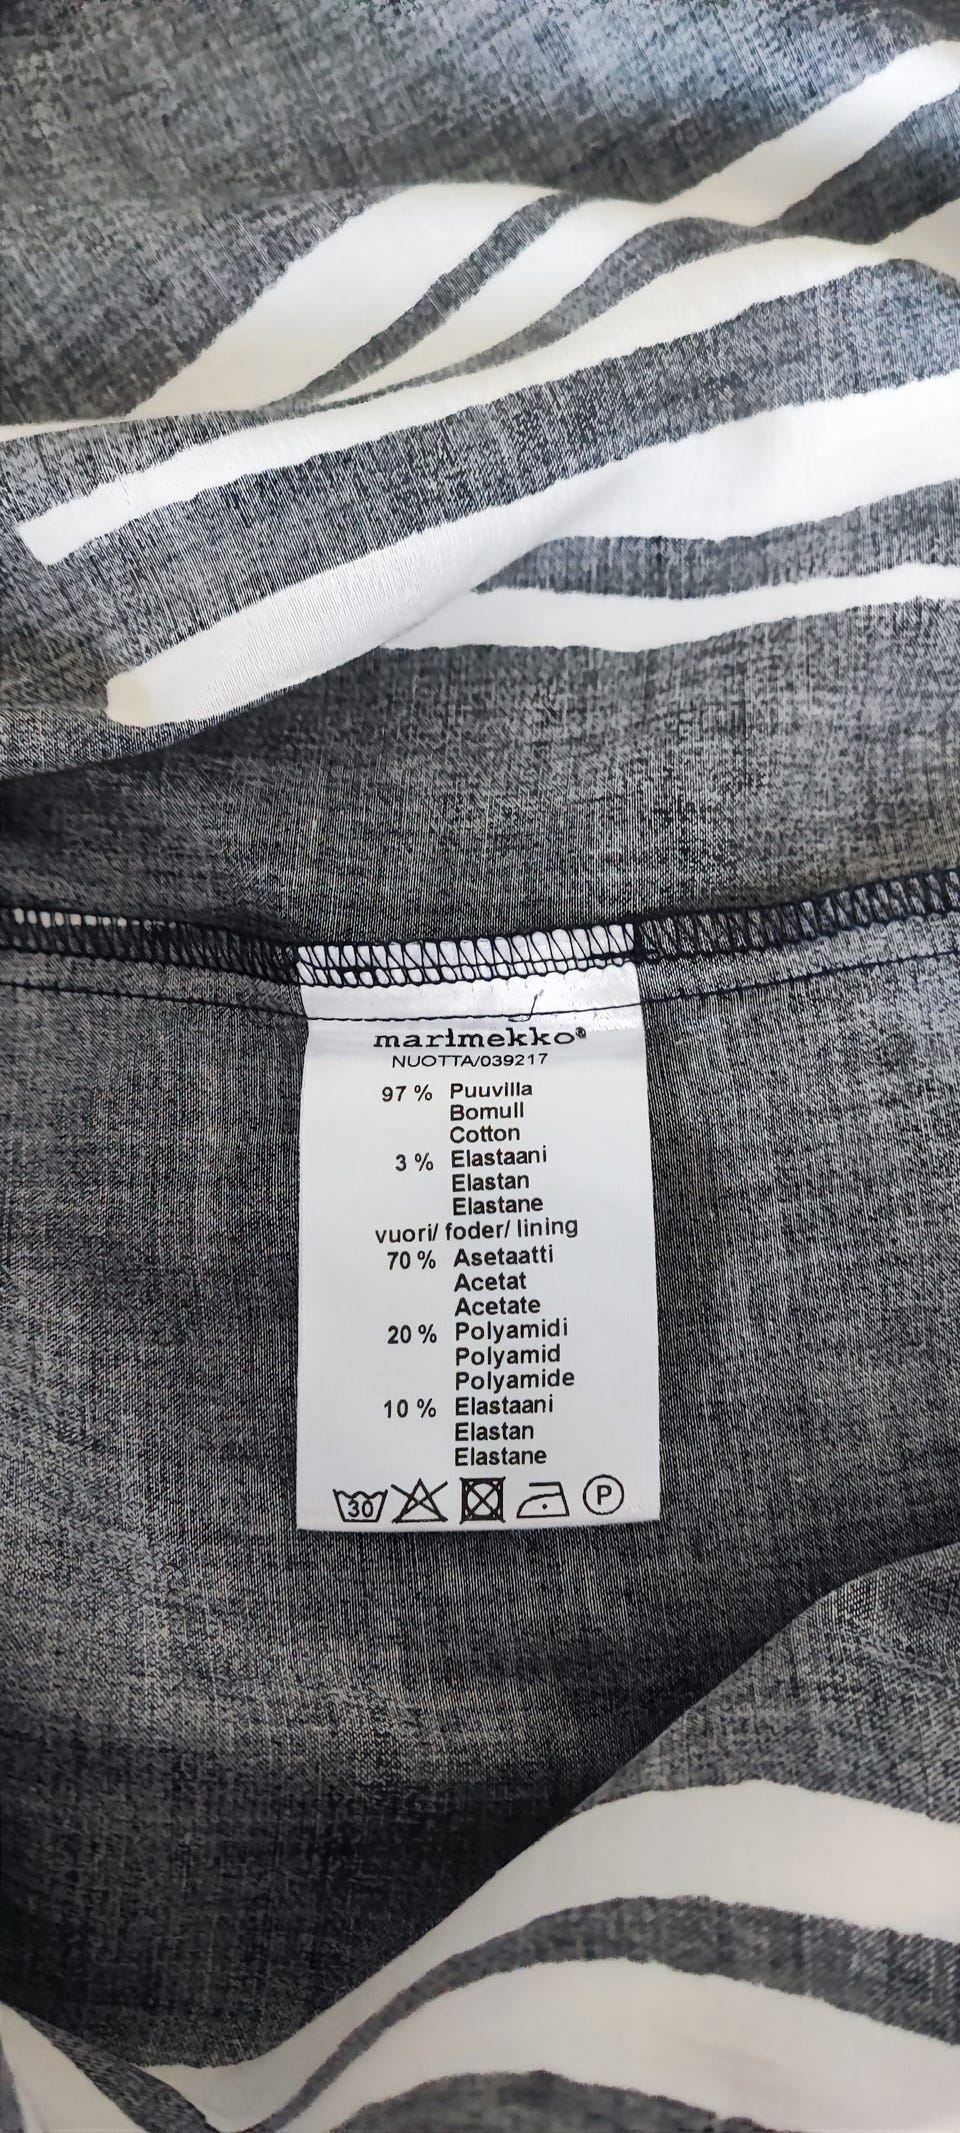 marimekko®
NUOTTA/039217
97 % Puuvilla
Bomull
Cotton
3 % Elastaani
Elastan
Elastane
vuori/ foder/ lining
70 % Asetaatti
Acetat
Acetate
20 % Polyamidi
Polyamid
Polyamide
10 % Elastaani
Elastan
Elastane
30 P